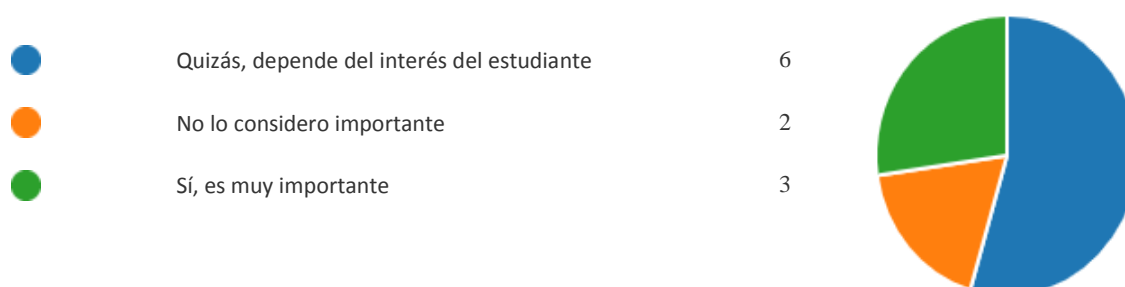 Quizás, depende del interés del estudiante 6
No lo considero importante 2
Sí, es muy importante 3